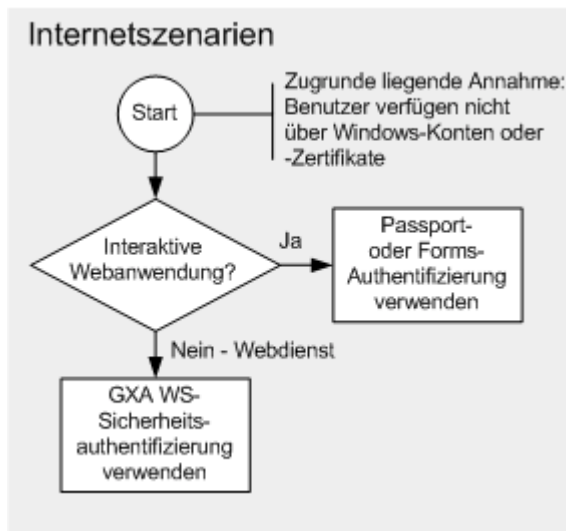 Internetszenarien
Start
Zugrunde liegende Annahme:
Benutzer verfügen nicht
über Windows-Konten oder
-Zertifikate
Interaktive
Webanwendung?
Ja
Passport-
oder Forms-
Authentifizierung
verwenden
Nein - Webdienst
GXA WS-
Sicherheits-
authentifizierung
verwenden